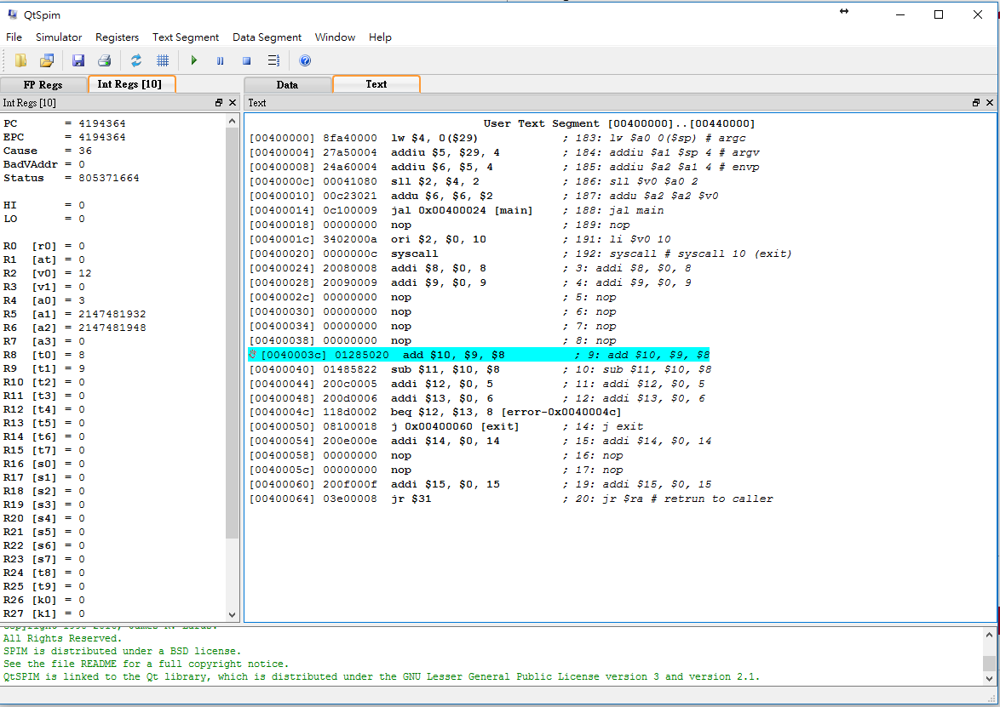 QtSpim
File Simulator Registers Text Segment Data Segment Window Help
FP Regs Int Regs [10] Data Text
Int Regs [10]
PC = 4194364
EPC = 4194364
Cause = 36
BadVAddr = 0
Status = 805371664
HI = 0
LO = 0
R0 [r0] = 0
R1 [at] = 0
R2 [v0] = 12
R3 [v1] = 0
R4 [a0] = 3
R5 [a1] = 2147481932
R6 [a2] = 2147481948
R7 [a3] = 0
R8 [t0] = 8
R9 [t1] = 9
R10 [t2] = 0
R11 [t3] = 0
R12 [t4] = 0
R13 [t5] = 0
R14 [t6] = 0
R15 [t7] = 0
R16 [s0] = 0
R17 [s1] = 0
R18 [s2] = 0
R19 [s3] = 0
R20 [s4] = 0
R21 [s5] = 0
R22 [s6] = 0
R23 [s7] = 0
R24 [t8] = 0
R25 [t9] = 0
R26 [k0] = 0
R27 [k1] = 0
Text
User Text Segment [00400000]..[00440000]
[00400000] 8fa40000 lw $4, 0($29) ; 183: lw $a0 0($sp) # argc
[00400004] 27a50004 addiu $5, $29, 4 ; 184: addiu $a1 $sp 4 # argv
[00400008] 24a60004 addiu $6, $5, 4 ; 185: addiu $a2 $a1 4 # envp
[0040000c] 00041080 sll $2, $4, 2 ; 186: sll $v0 $a0 2
[00400010] 00c23021 addu $6, $6, $2 ; 187: addu $a2 $a2 $v0
[00400014] 0c100009 jal 0x00400024 [main] ; 188: jal main
[00400018] 00000000 nop ; 189: nop
[0040001c] 3402000a ori $2, $0, 10 ; 191: li $v0 10
[00400020] 0000000c syscall ; 192: syscall # syscall 10 (exit)
[00400024] 20080008 addi $8, $0, 8 ; 3: addi $8, $0, 8
[00400028] 20090009 addi $9, $0, 9 ; 4: addi $9, $0, 9
[0040002c] 00000000 nop ; 5: nop
[00400030] 00000000 nop ; 6: nop
[00400034] 00000000 nop ; 7: nop
[00400038] 00000000 nop ; 8: nop
[0040003c] 01285020 add $10, $9, $8 ; 9: add $10, $9, $8
[00400040] 01485822 sub $11, $10, $8 ; 10: sub $11, $10, $8
[00400044] 200c0005 addi $12, $0, 5 ; 11: addi $12, $0, 5
[00400048] 200d0006 addi $13, $0, 6 ; 12: addi $13, $0, 6
[0040004c] 118d0002 beq $12, $13, 8 [error-0x0040004c]
[00400050] 08100018 j 0x00400060 [exit] ; 14: j exit
[00400054] 200e000e addi $14, $0, 14 ; 15: addi $14, $0, 14
[00400058] 00000000 nop ; 16: nop
[0040005c] 00000000 nop ; 17: nop
[00400060] 200f000f addi $15, $0, 15 ; 19: addi $15, $0, 15
[00400064] 03e00008 jr $31 ; 20: jr $ra # retrun to caller
All Rights Reserved.
SPIM is distributed under a BSD license.
See the file README for a full copyright notice.
QtSPIM is linked to the Qt library, which is distributed under the GNU Lesser General Public License version 3 and version 2.1.